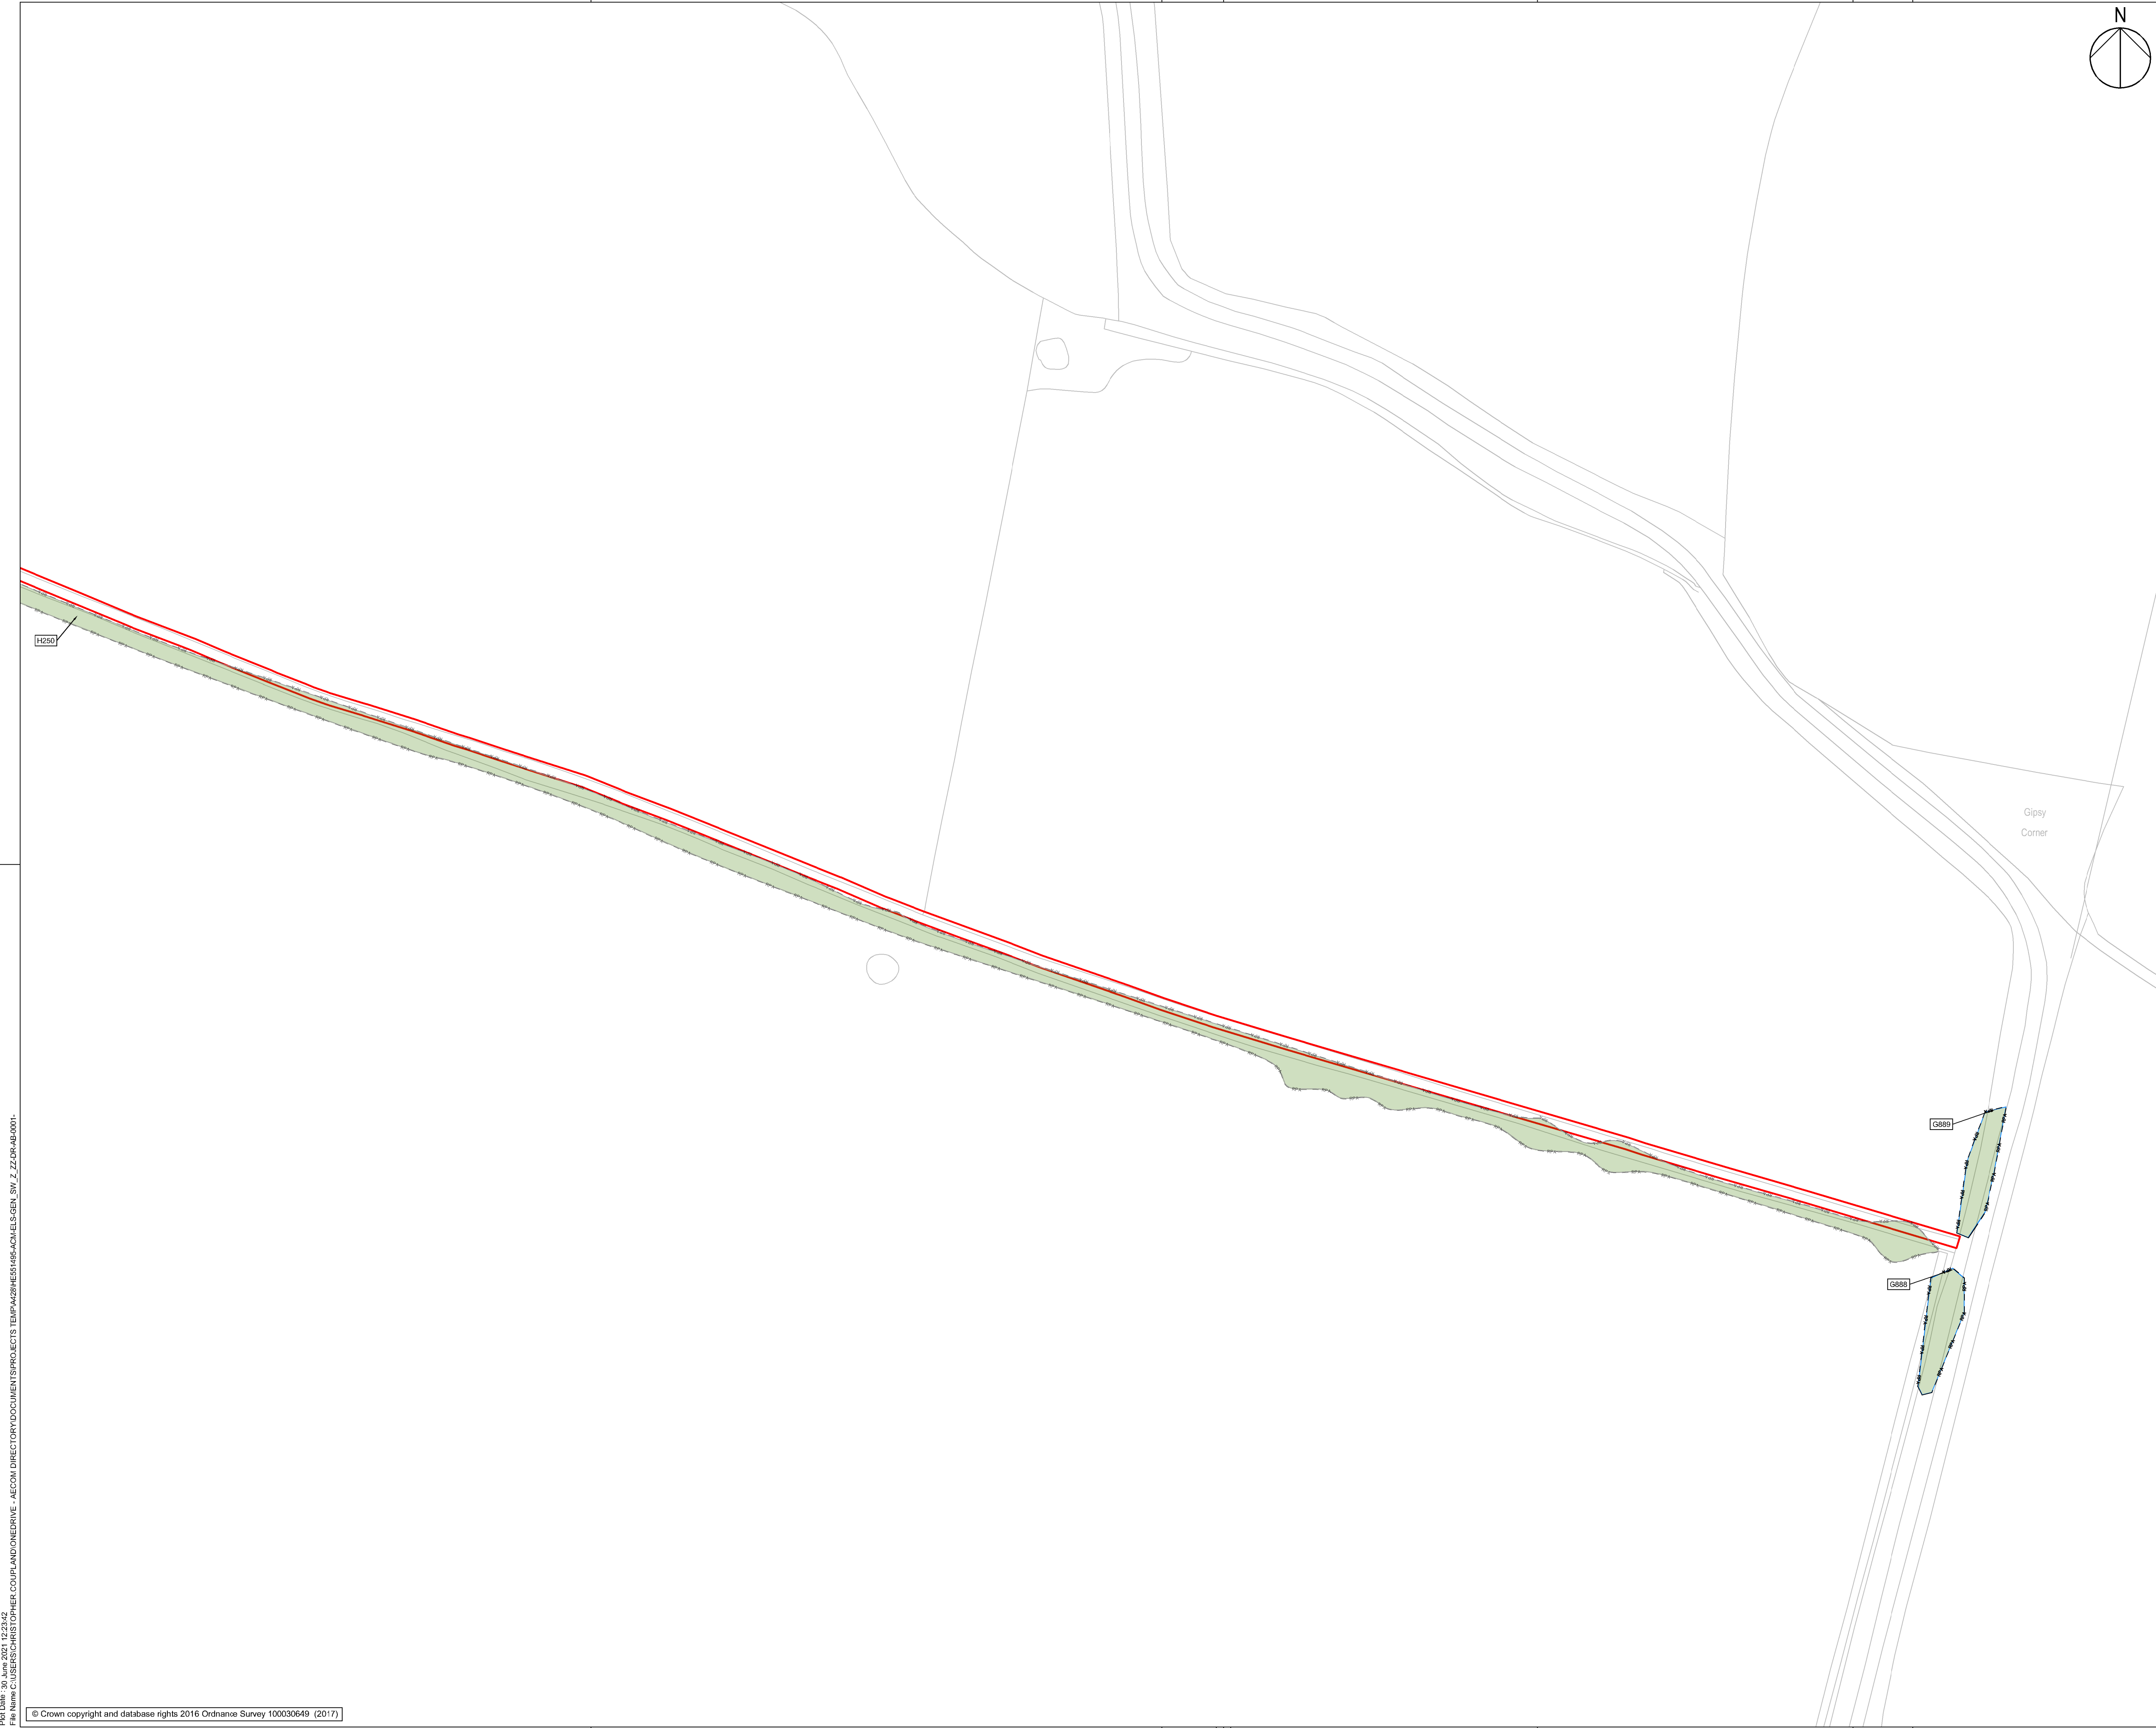 N
H250
Gipsy
Corner
G889
G888
© Crown copyright and database rights 2016 Ordnance Survey 100030649 (2017)
Plot Date : 30 June 2021 12:23:42
File Name C:\USERS\CHRISTOPHER.COUPLAND\ONEDRIVE - AECOM DIRECTORY\DOCUMENTS\PROJECTS TEMP\A428\HE551495-ACM-ELS-GEN_SW_Z_ZZ-DR-AB-0001-